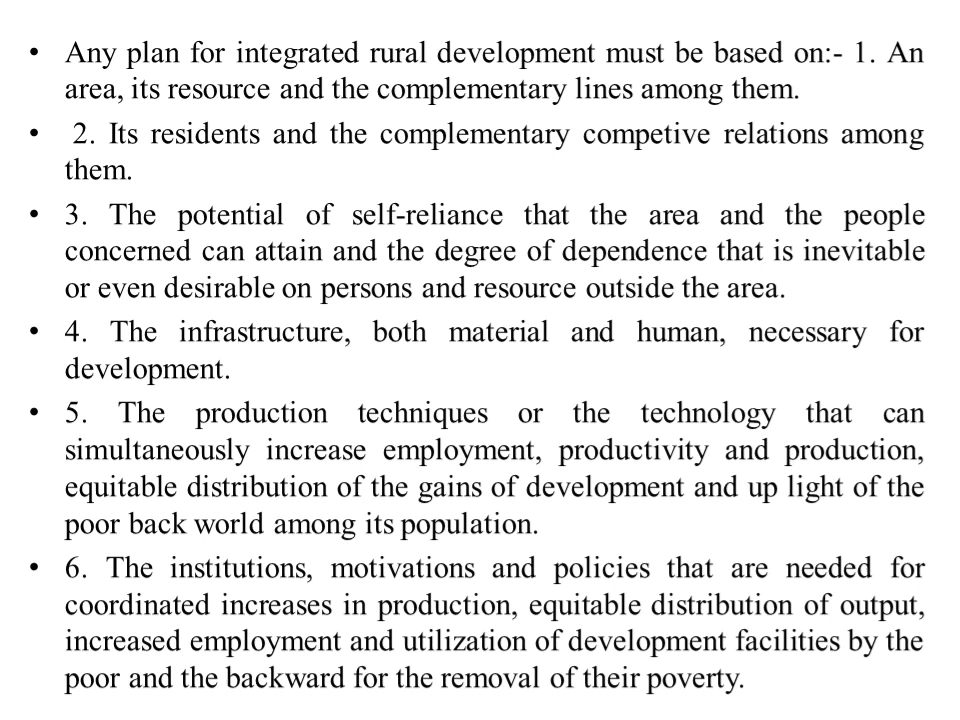 • Any plan for integrated rural development must be based on:- 1. An
area, its resource and the complementary lines among them.
• 2. Its residents and the complementary competive relations among
them.
• 3. The potential of self-reliance that the area and the people
concerned can attain and the degree of dependence that is inevitable
or even desirable on persons and resource outside the area.
• 4. The infrastructure, both material and human, necessary for
development.
• 5. The production techniques or the technology that can
simultaneously increase employment, productivity and production,
equitable distribution of the gains of development and up light of the
poor back world among its population.
• 6. The institutions, motivations and policies that are needed for
coordinated increases in production, equitable distribution of output,
increased employment and utilization of development facilities by the
poor and the backward for the removal of their poverty.